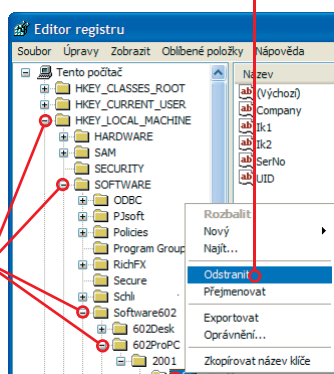 Editor registru
Soubor Úpravy Zobrazit Oblíbené položky Nápověda
Tento počítač
HKEY_CLASSES_ROOT
HKEY_CURRENT_USER
HKEY_LOCAL_MACHINE
HARDWARE
SAM
SECURITY
SOFTWARE
ODBC
PJsoft
Policies
Program Group
RichFX
Secure
Schl
Software602
602Desk
602ProPC
2001
Název
(Výchozí)
Company
Ik1
Ik2
SerNo
UID
Rozbalit
Nový
Najít...
Odstranit
Přejmenovat
Exportovat
Oprávnění...
Zkopírovat název klíče